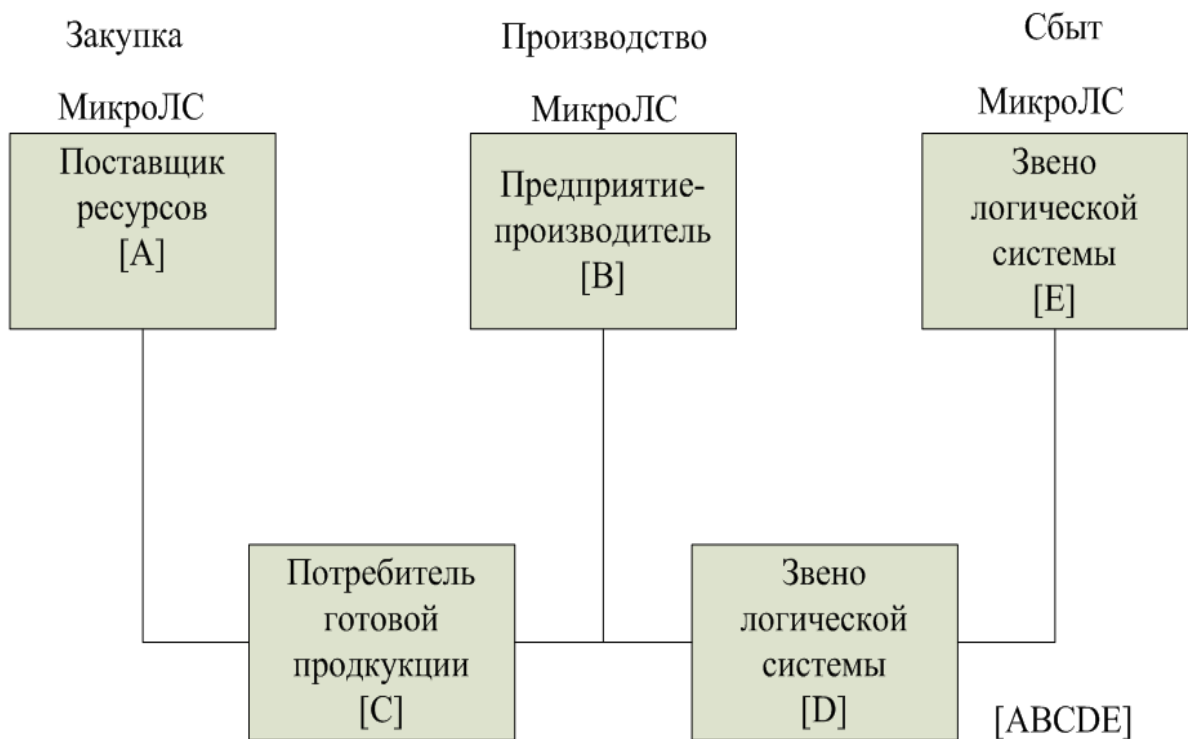 Закупка
Производство
Сбыт
МикроЛС
МикроЛС
МикроЛС
Поставщик
ресурсов
[A]
Предприятие-
производитель
[B]
Звено
логической
системы
[E]
Потребитель
готовой
продкукции
[C]
Звено
логической
системы
[D]
[ABCDE]